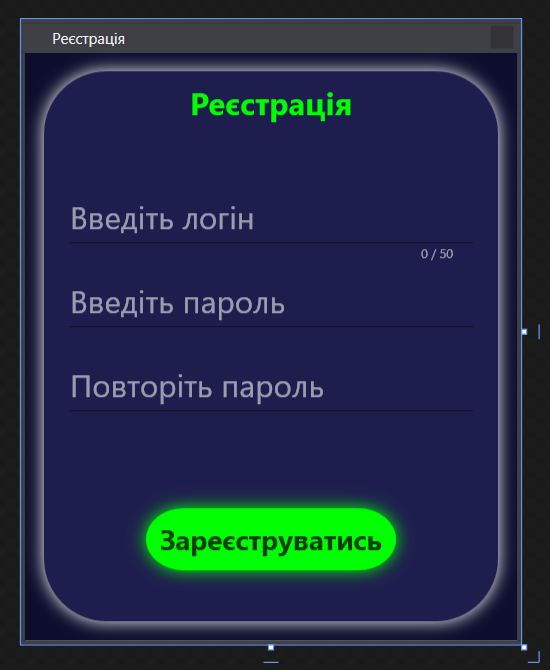 Реєстрація
Реєстрація
Введіть логін
0 / 50
Введіть пароль
Повторіть пароль
Зареєструватись